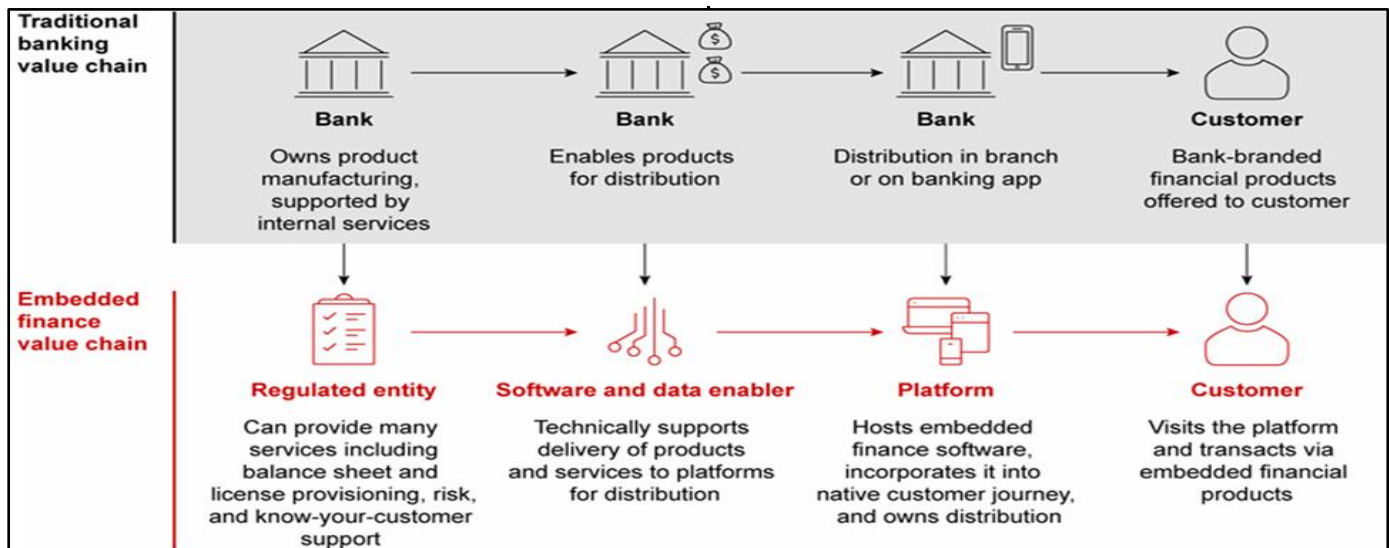 Traditional
banking
value chain
Bank
Owns product
manufacturing,
supported by
internal services
$
$
Bank
Enables products
for distribution
Bank
Distribution in branch
or on banking app
Customer
Bank-branded
financial products
offered to customer
Embedded
finance
value chain
Regulated entity
Can provide many
services including
balance sheet and
license provisioning, risk,
and know-your-customer
support
Software and data enabler
Technically supports
delivery of products
and services to platforms
for distribution
Platform
Hosts embedded
finance software,
incorporates it into
native customer journey,
and owns distribution
Customer
Visits the platform
and transacts via
embedded financial
products